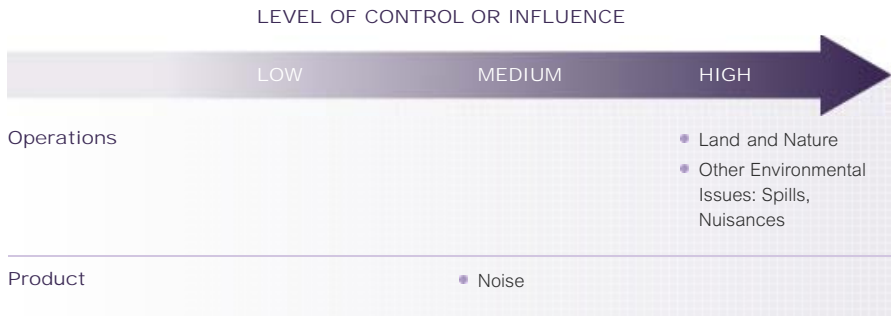 LEVEL OF CONTROL OR INFLUENCE
LOW MEDIUM HIGH
Operations
Land and Nature
Other Environmental
Issues: Spills,
Nuisances
Product
Noise